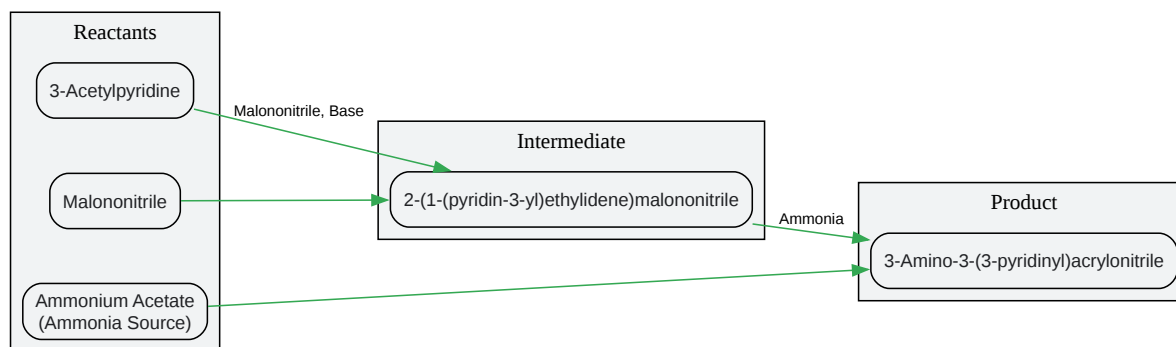 Reactants
3-Acetylpyridine
Malononitrile, Base
Malononitrile
Ammonium Acetate
(Ammonia Source)
Intermediate
2-(1-(pyridin-3-yl)ethylidene)malononitrile
Ammonia
Product
3-Amino-3-(3-pyridinyl)acrylonitrile